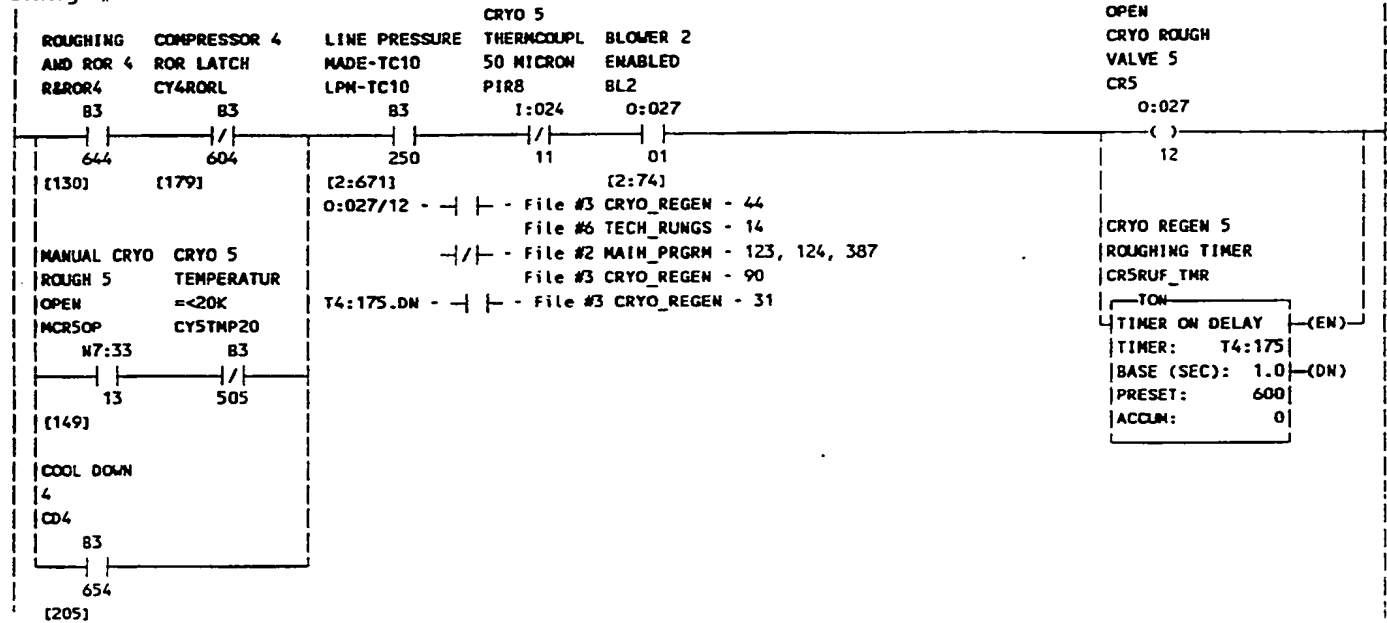 CRYO 5 OPEN
ROUGHING COMPRESSOR 4 LINE PRESSURE THERMCOUPL BLOWER 2 CRYO ROUGH
AND ROR 4 ROR LATCH MADE-TC10 50 MICRON ENABLED VALVE 5
R&ROR4 CY4RORL LPM-TC10 PIR8 BL2 CR5
B3 B3 B3 I:024 O:027 O:027
644 604 250 11 01 12
[130] [179] [2:671] [2:74]
O:027/12 - -| |- - File #3 CRYO_REGEN - 44
File #6 TECH_RUNGS - 14 CRYO REGEN 5
MANUAL CRYO CRYO 5 -|/|- - File #2 MAIN_PRGRM - 123, 124, 387 ROUGHING TIMER
ROUGH 5 TEMPERATUR File #3 CRYO_REGEN - 90 CR5RUF_TMR
OPEN =<20K T4:175.DN - -| |- - File #3 CRYO_REGEN - 31 TON
MCR5OP CY5TMP20 TIMER ON DELAY (EN)
N7:33 B3 TIMER: T4:175
BASE (SEC): 1.0 (DN)
13 505 PRESET: 600
[149] ACCUM: 0
COOL DOWN
4
CD4
B3
654
[205]